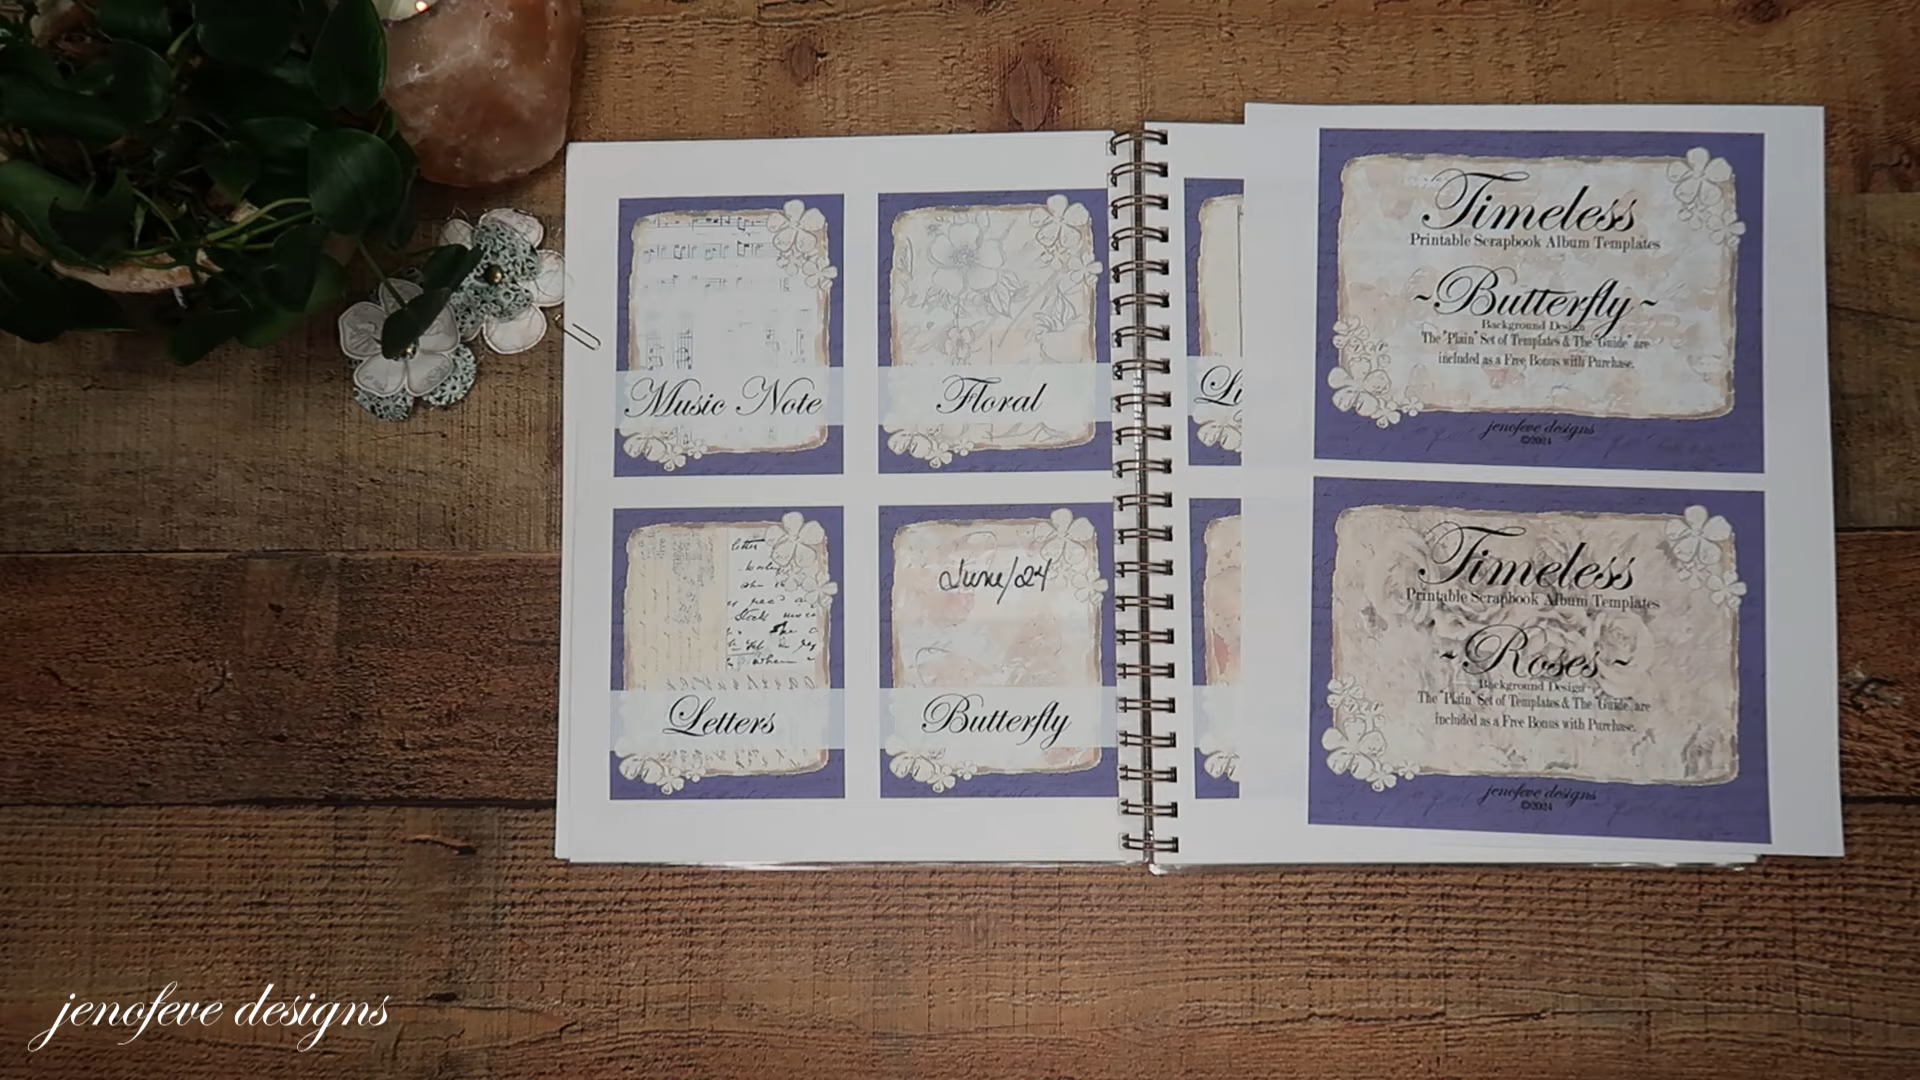 Music Note
Floral
Letters
June/24
Butterfly
Timeless
Printable Scrapbook Album Templates
~Butterfly~
Background Design
The "Plain" Set of Templates & The "Guide" are
included as a Free Bonus with Purchase.
jenofeve designs
©2024
Timeless
Printable Scrapbook Album Templates
~Roses~
Background Design
The "Plain" Set of Templates & The "Guide" are
included as a Free Bonus with Purchase.
jenofeve designs
©2024
jenofeve designs